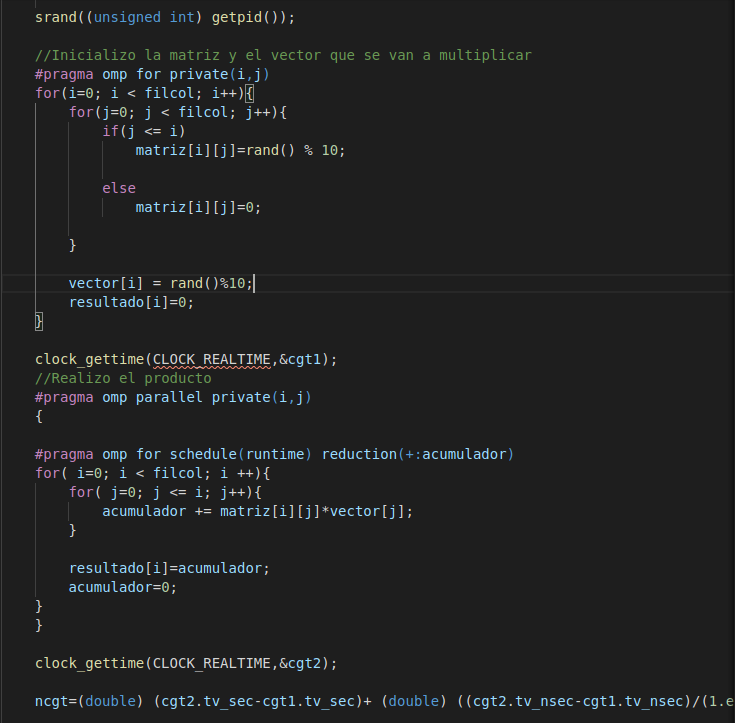 srand((unsigned int) getpid());
//Inicializo la matriz y el vector que se van a multiplicar
#pragma omp for private(i,j)
for(i=0; i < filcol; i++){
for(j=0; j < filcol; j++){
if(j <= i)
matriz[i][j]=rand() % 10;
else
matriz[i][j]=0;
}
vector[i] = rand()%10;
resultado[i]=0;
}
clock_gettime(CLOCK_REALTIME,&cgt1);
//Realizo el producto
#pragma omp parallel private(i,j)
{
#pragma omp for schedule(runtime) reduction(+:acumulador)
for( i=0; i < filcol; i ++){
for( j=0; j <= i; j++){
acumulador += matriz[i][j]*vector[j];
}
resultado[i]=acumulador;
acumulador=0;
}
}
clock_gettime(CLOCK_REALTIME,&cgt2);
ncgt=(double) (cgt2.tv_sec-cgt1.tv_sec)+ (double) ((cgt2.tv_nsec-cgt1.tv_nsec)/(1.e